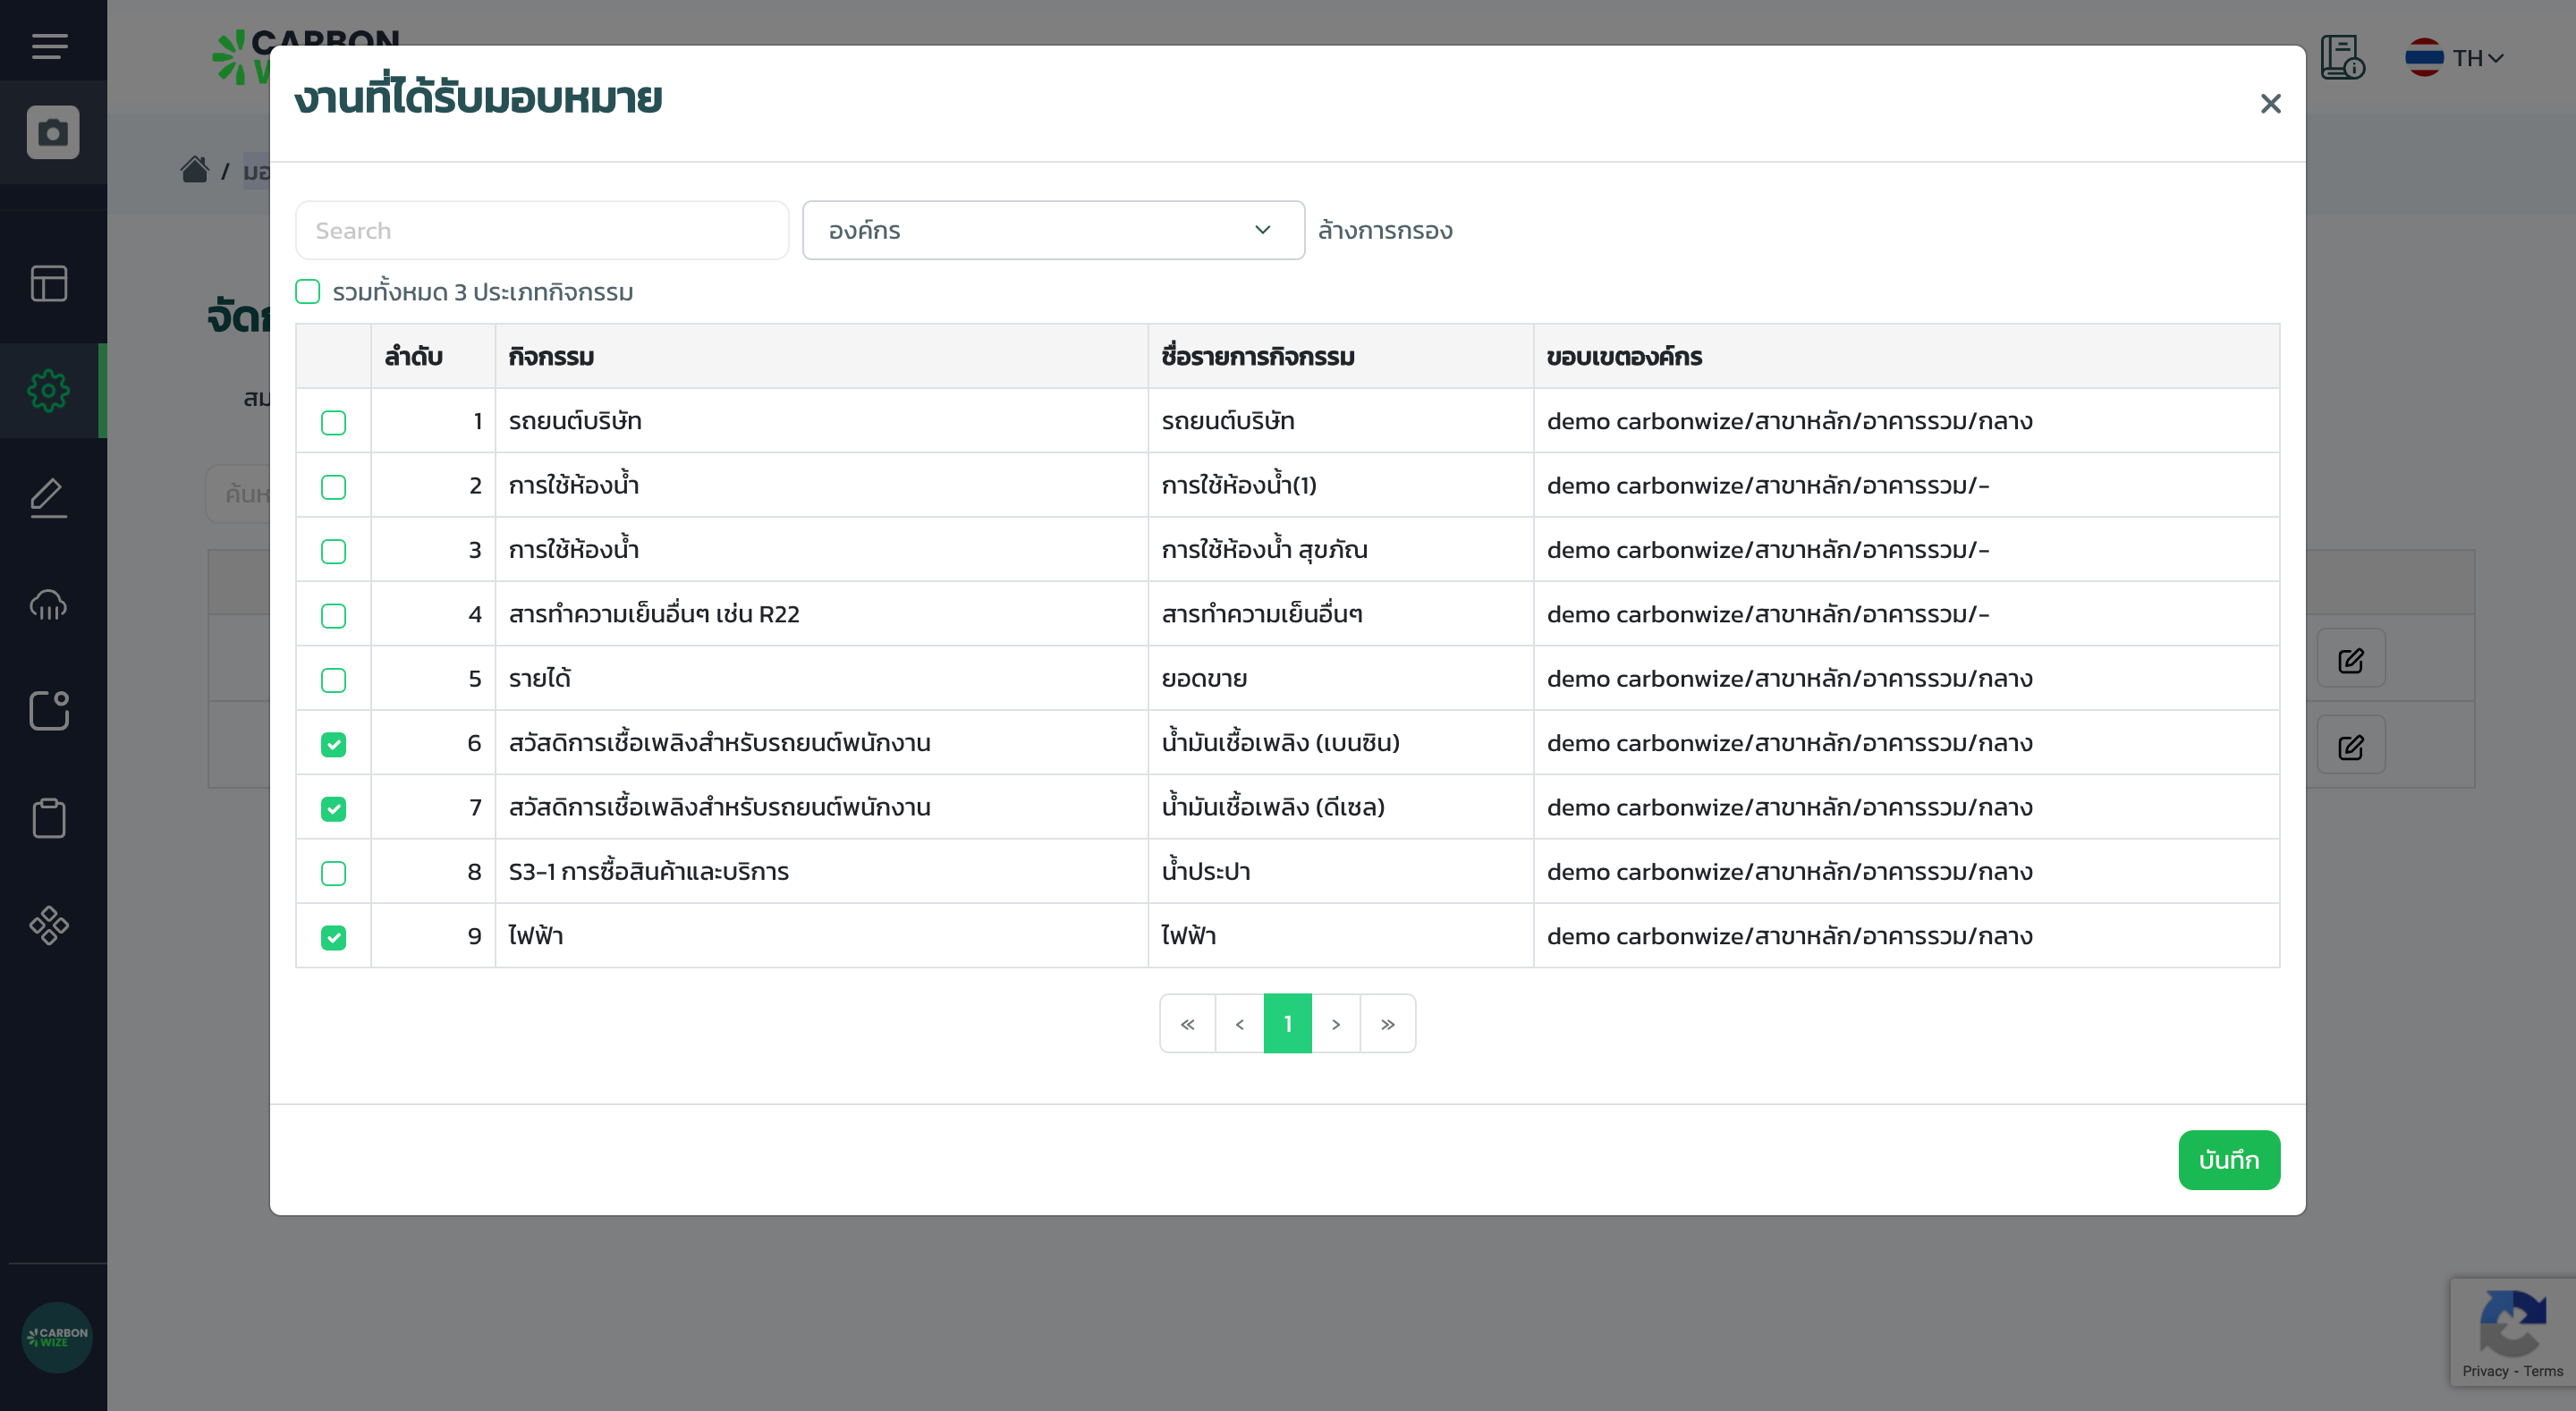 CARBON
TH
งานที่ได้รับมอบหมาย
/
Search
องค์กร
ล้างการกรอง
รวมทั้งหมด 3 ประเภทกิจกรรม
ลำดับ กิจกรรม ชื่อรายการกิจกรรม ขอบเขตองค์กร
1 รถยนต์บริษัท รถยนต์บริษัท demo carbonwize/สาขาหลัก/อาคารรวม/กลาง
2 การใช้ห้องน้ำ การใช้ห้องน้ำ(1) demo carbonwize/สาขาหลัก/อาคารรวม/-
3 การใช้ห้องน้ำ การใช้ห้องน้ำ สุขภัณ demo carbonwize/สาขาหลัก/อาคารรวม/-
4 สารทำความเย็นอื่นๆ เช่น R22 สารทำความเย็นอื่นๆ demo carbonwize/สาขาหลัก/อาคารรวม/-
5 รายได้ ยอดขาย demo carbonwize/สาขาหลัก/อาคารรวม/กลาง
6 สวัสดิการเชื้อเพลิงสำหรับรถยนต์พนักงาน น้ำมันเชื้อเพลิง (เบนซิน) demo carbonwize/สาขาหลัก/อาคารรวม/กลาง
7 สวัสดิการเชื้อเพลิงสำหรับรถยนต์พนักงาน น้ำมันเชื้อเพลิง (ดีเซล) demo carbonwize/สาขาหลัก/อาคารรวม/กลาง
8 S3-1 การซื้อสินค้าและบริการ น้ำประปา demo carbonwize/สาขาหลัก/อาคารรวม/กลาง
9 ไฟฟ้า ไฟฟ้า demo carbonwize/สาขาหลัก/อาคารรวม/กลาง
« ‹ 1 › »
บันทึก
CARBON
WIZE
Privacy - Terms